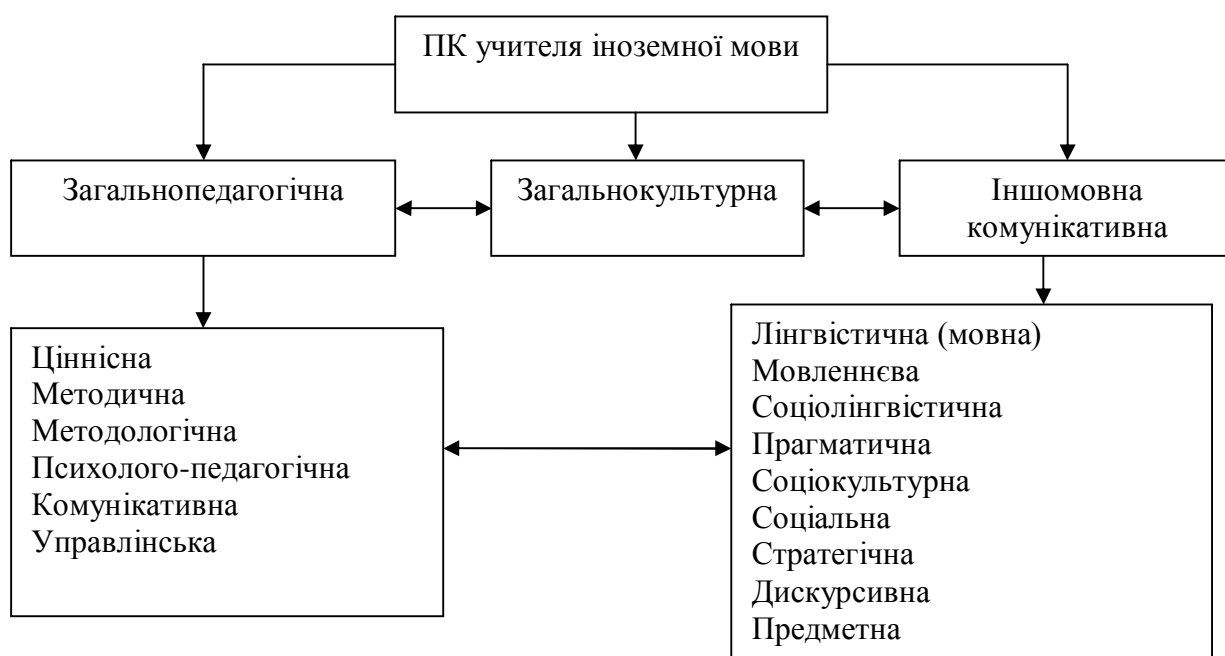 ПК учителя іноземної мови
Загальнопедагогічна
Загальнокультурна
Іншомовна
комунікативна
Ціннісна
Методична
Методологічна
Психолого-педагогічна
Комунікативна
Управлінська
Лінгвістична (мовна)
Мовленнєва
Соціолінгвістична
Прагматична
Соціокультурна
Соціальна
Стратегічна
Дискурсивна
Предметна